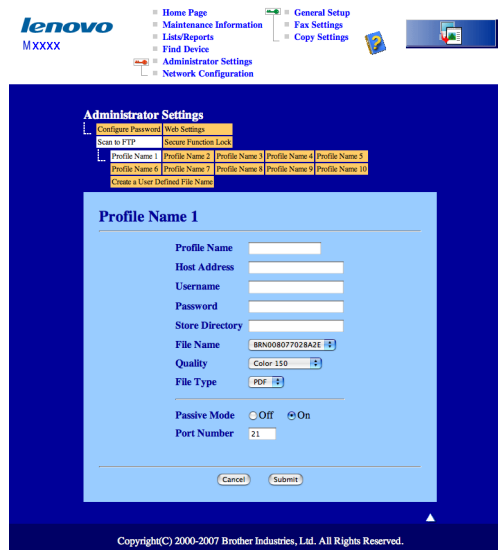 lenovo
Mxxxx
Home Page
Maintenance Information
Lists/Reports
Find Device
Administrator Settings
Network Configuration
General Setup
Fax Settings
Copy Settings
Administrator Settings
Configure Password Web Settings
Scan to FTP Secure Function Lock
Profile Name 1 Profile Name 2 Profile Name 3 Profile Name 4 Profile Name 5
Profile Name 6 Profile Name 7 Profile Name 8 Profile Name 9 Profile Name 10
Create a User Defined File Name
Profile Name 1
Profile Name
Host Address
Username
Password
Store Directory
File Name BRN008077028A2E
Quality Color 150
File Type PDF
Passive Mode Off On
Port Number 21
Cancel Submit
Copyright(C) 2000-2007 Brother Industries, Ltd. All Rights Reserved.